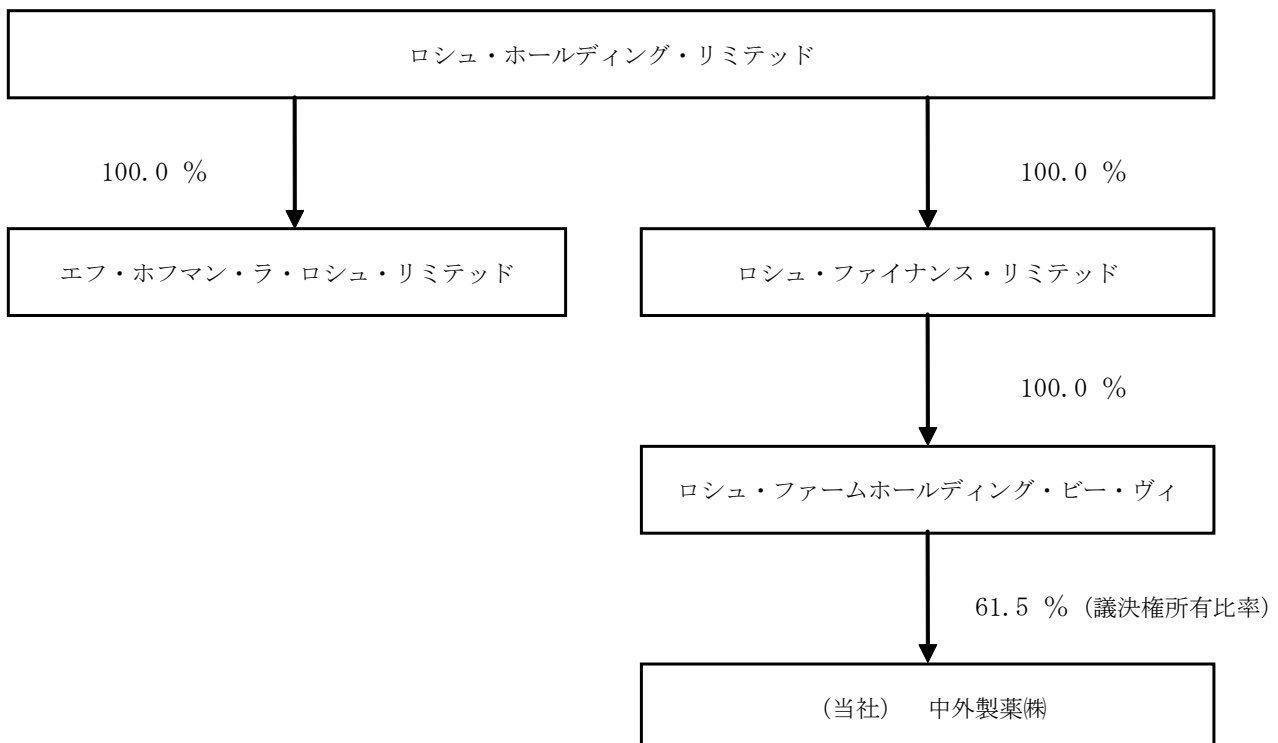 ロシュ・ホールディング・リミテッド
100.0 %
100.0 %
エフ・ホフマン・ラ・ロシュ・リミテッド
ロシュ・ファイナンス・リミテッド
100.0 %
ロシュ・ファームホールディング・ビー・ヴィ
61.5 %（議決権所有比率）
（当社）　中外製薬㈱